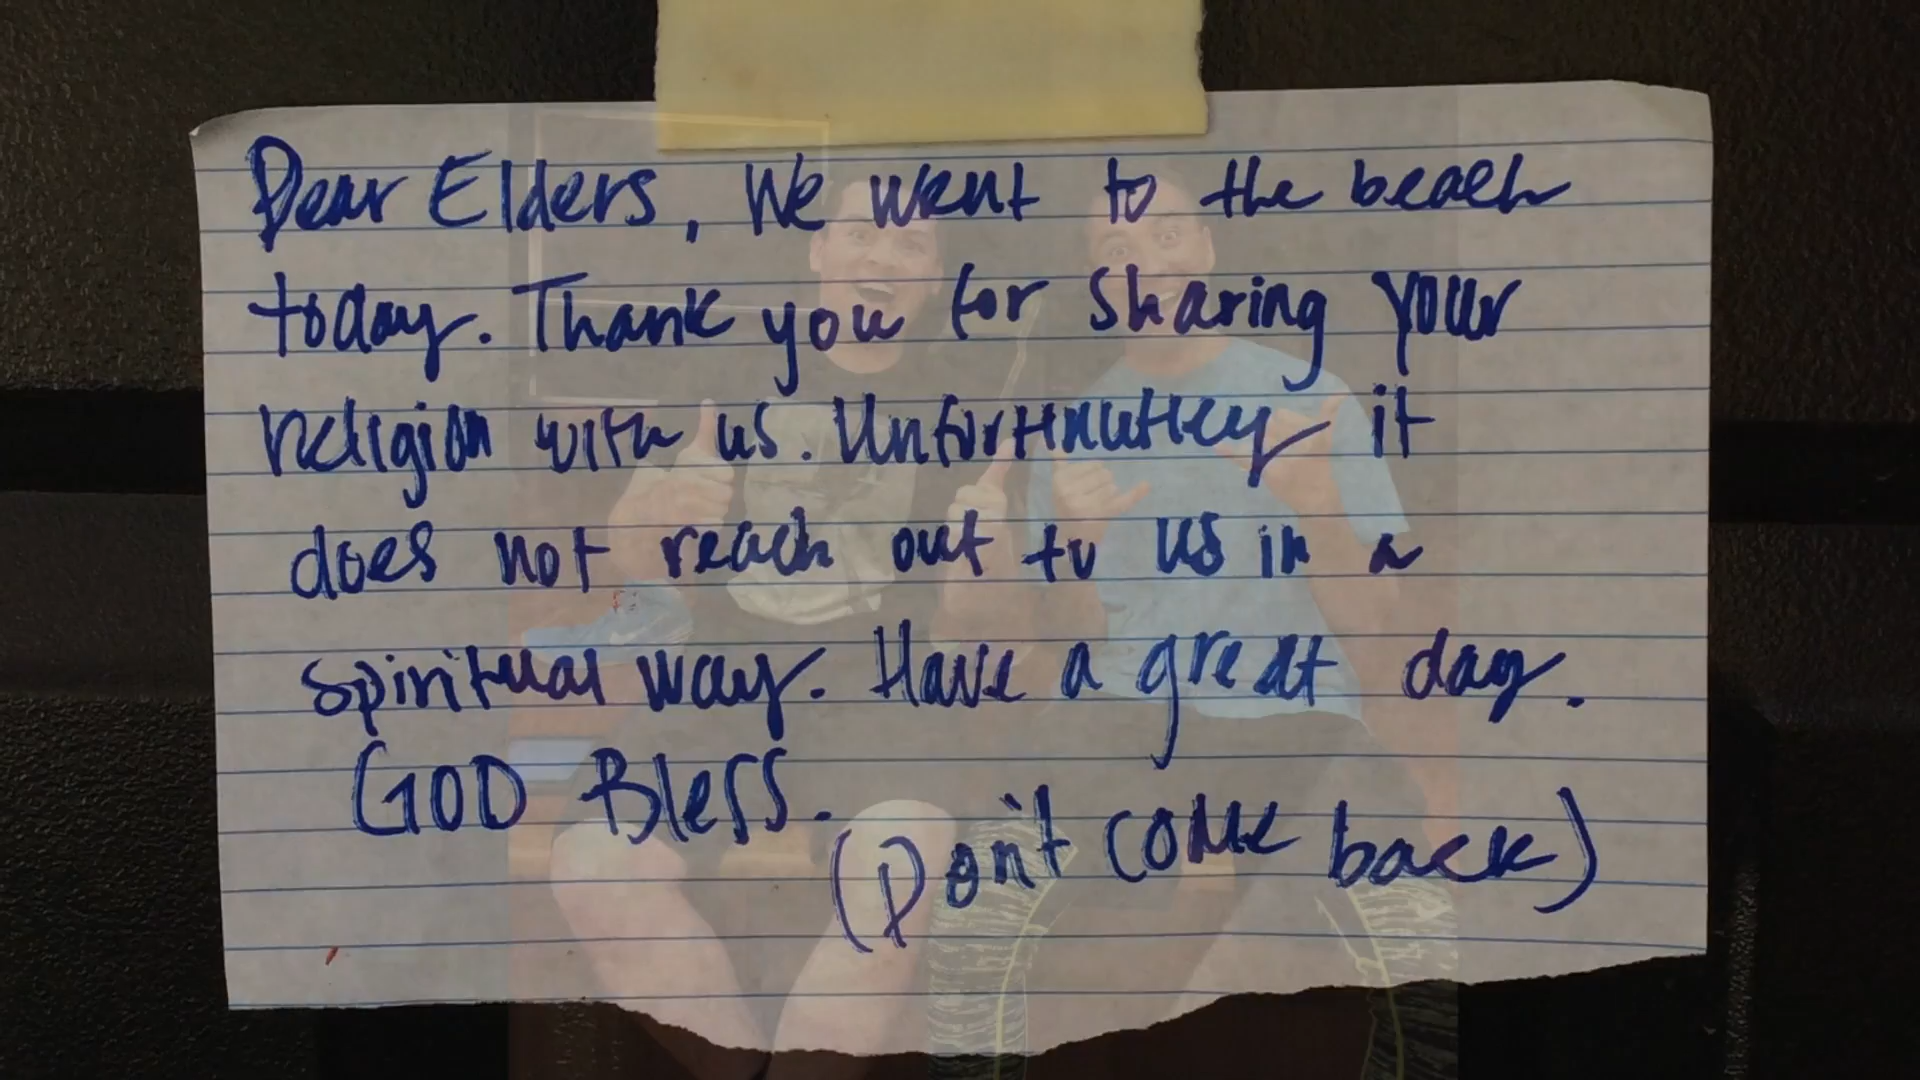 Dear Elders, We went to the beach
today. Thank you for sharing your
religion with us. Unfortinutley it
does not reach out to us in a
spiritual way. Have a great day.
GOD Bless.
(Don't come back)